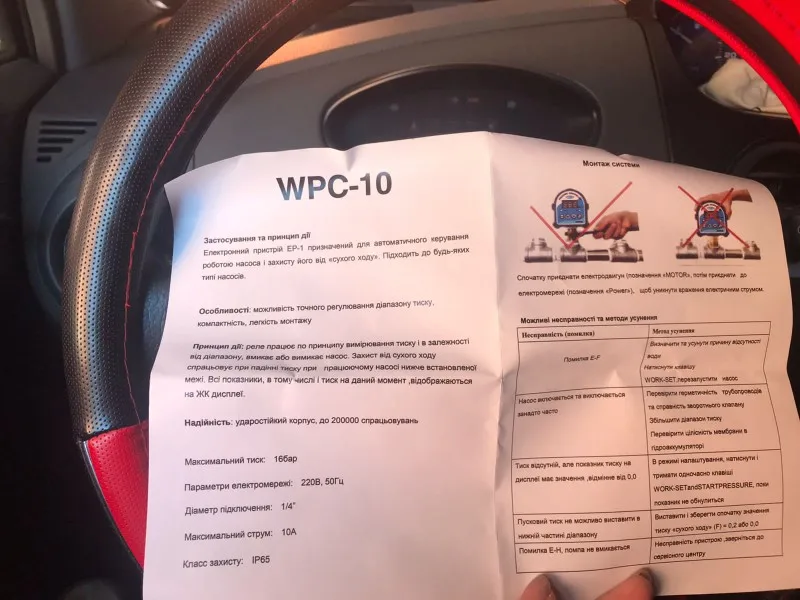 WPC-10
Застосування та принцип дії
Електронний пристрій EP-1 призначений для автоматичного керування
роботою насоса і захисту його від «сухого ходу». Підходить до будь-яких
типі насосів.
Особливості: можливість точного регулювання діапазону тиску,
компактність, легкість монтажу
Принцип дії: реле працює по принципу вимірювання тиску і в залежності
від діапазону, вмикає або вимикає насос. Захист від сухого ходу
спрацьовує при падінні тиску при працюючому насосі нижче встановленої
межі. Всі показники, в тому числі і тиск на даний момент ,відображаються
на ЖК дисплеї.
Надійність: ударостійкий корпус, до 200000 спрацьовувань
Максимальний тиск: 16бар
Параметри електромережі: 220В, 50Гц
Діаметр підключення: 1/4"
Максимальний струм: 10А
Класс захисту: IP65
Монтаж системи
Спочатку приєднати електродвигун (позначення «MOTOR», потім приєднати до
електромережі (позначення «Power»), щоб уникнути враження електричним струмом.
Можливі несправності та методи усунення
Несправність (помилка) Метод усунення
Помилка E-F
Визначити та усунути причину відсутності
води
Натиснути клавішу
WORK-SET,перезапустити насос
Насос включається та виключається
занадто часто
Перевірити герметичність трубопроводів
та справність зворотнього клапану
Збільшити діапазон тиску
Перевірити цілісність мембрани в
гідроаккумуляторі
Тиск відсутній, але показник тиску на
дисплеї має значення ,відмінне від 0,0
В режимі налаштування, натиснути і
тримати одночасно клавіші
WORK-SETandSTARTPRESSURE, поки
показник не обнулиться
Пусковий тиск не можливо виставити в
нижній частині діапазону
Виставити і зберегти спочатку значення
тиску «сухого ходу» (F) = 0,2 або 0,0
Помилка E-H, помпа не вмикається
Несправність пристрою ,зверніться до
сервісного центру